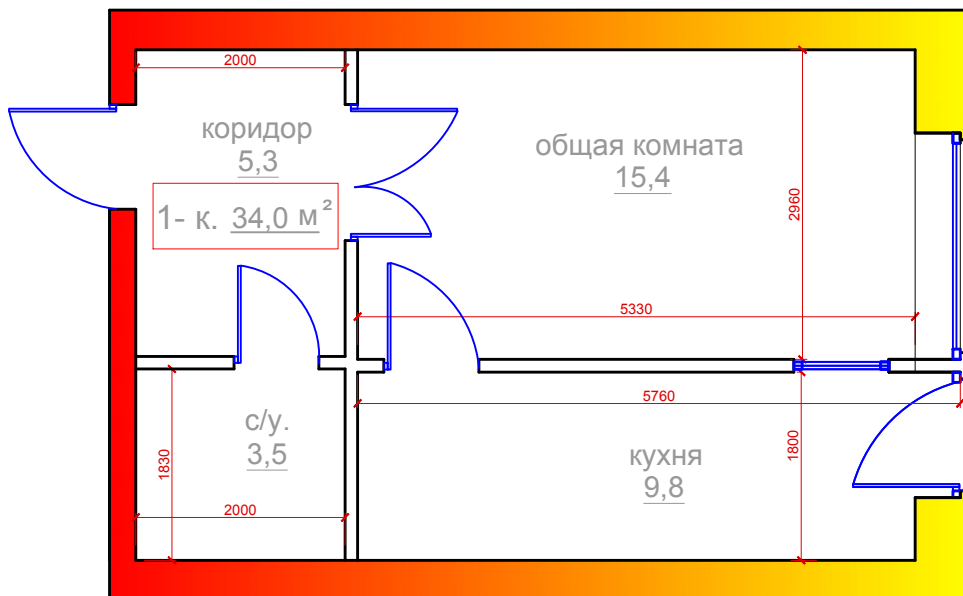 2000
коридор
5,3
1- к. 34,0 м²
общая комната
15,4
2960
5330
5760
с/у.
3,5
1830
2000
кухня
9,8
1800